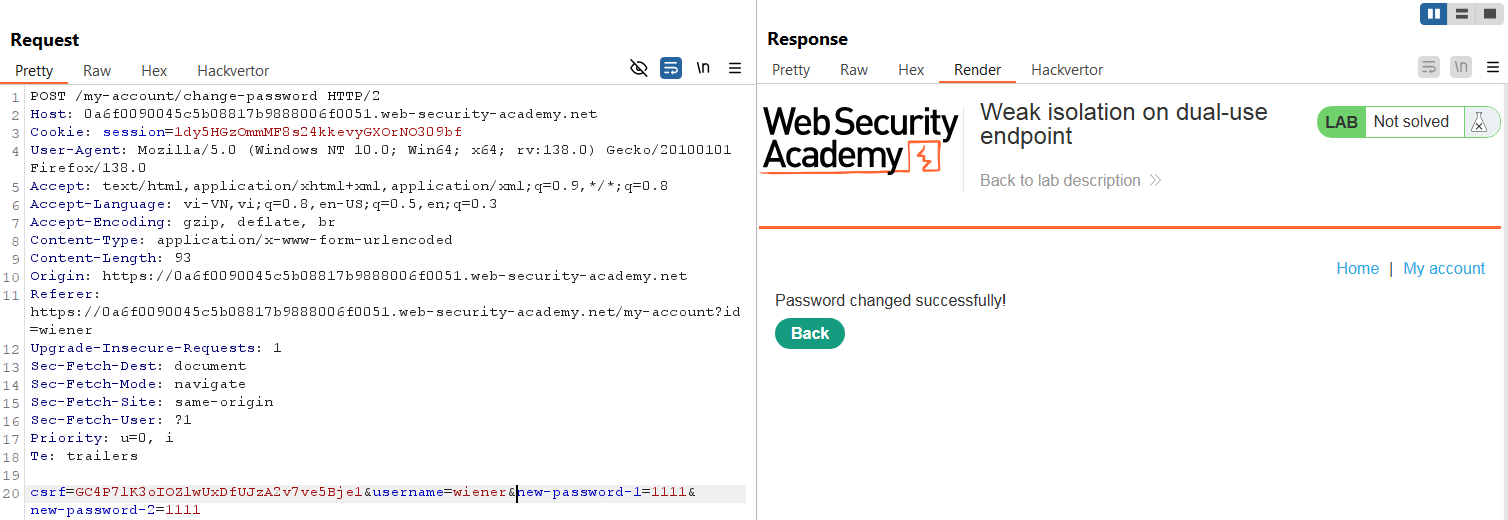 Request
Pretty Raw Hex Hackvertor
\n
1 POST /my-account/change-password HTTP/2
2 Host: 0a6f0090045c5b08817b9888006f0051.web-security-academy.net
3 Cookie: session=1dy5HGzOmmMF8s24kkevyGXOrNO309bf
4 User-Agent: Mozilla/5.0 (Windows NT 10.0; Win64; x64; rv:138.0) Gecko/20100101
Firefox/138.0
5 Accept: text/html,application/xhtml+xml,application/xml;q=0.9,*/*;q=0.8
6 Accept-Language: vi-VN,vi;q=0.8,en-US;q=0.5,en;q=0.3
7 Accept-Encoding: gzip, deflate, br
8 Content-Type: application/x-www-form-urlencoded
9 Content-Length: 93
10 Origin: https://0a6f0090045c5b08817b9888006f0051.web-security-academy.net
11 Referer:
https://0a6f0090045c5b08817b9888006f0051.web-security-academy.net/my-account?id
=wiener
12 Upgrade-Insecure-Requests: 1
13 Sec-Fetch-Dest: document
14 Sec-Fetch-Mode: navigate
15 Sec-Fetch-Site: same-origin
16 Sec-Fetch-User: ?1
17 Priority: u=0, i
18 Te: trailers
19
20 csrf=GC4P7lK3oIOZlwUxDfUJzA2v7ve5Bje1&username=wiener&new-password-1=1111&
new-password-2=1111
Response
Pretty Raw Hex Render Hackvertor
\n
Web Security
Academy
Weak isolation on dual-use
endpoint
Back to lab description
LAB Not solved
Home | My account
Password changed successfully!
Back